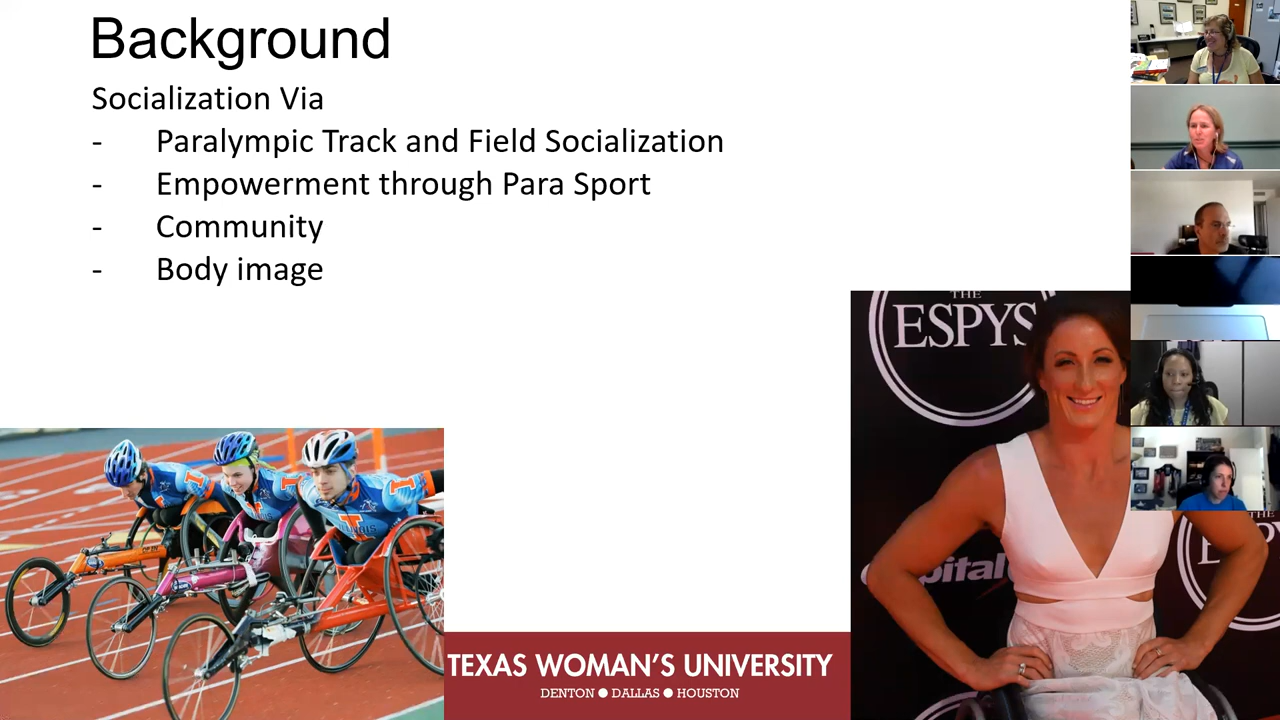 Background
Socialization Via
- Paralympic Track and Field Socialization
- Empowerment through Para Sport
- Community
- Body image
THE
ESPYS
TEXAS WOMAN'S UNIVERSITY
DENTON ● DALLAS ● HOUSTON